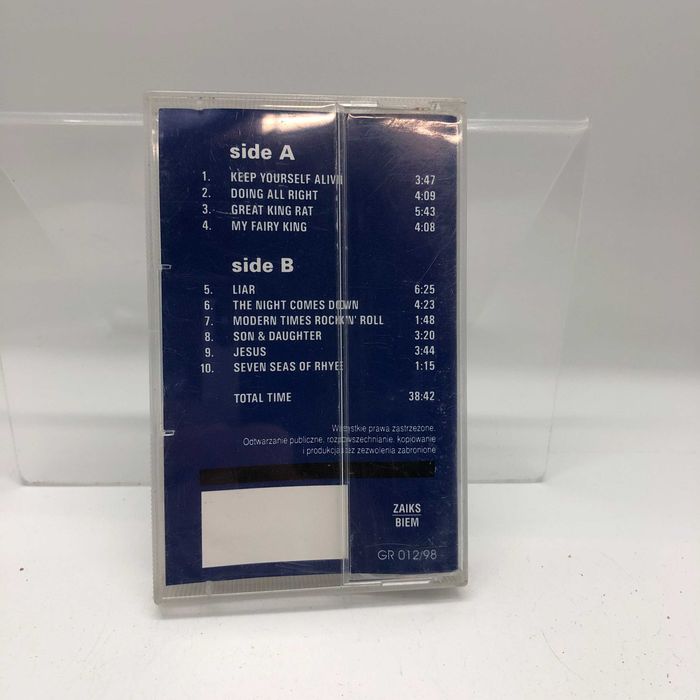 side A
1. KEEP YOURSELF ALIVE 3:47
2. DOING ALL RIGHT 4:09
3. GREAT KING RAT 5:43
4. MY FAIRY KING 4:08
side B
5. LIAR 6:25
6. THE NIGHT COMES DOWN 4:23
7. MODERN TIMES ROCK'N' ROLL 1:48
8. SON & DAUGHTER 3:20
9. JESUS 3:44
10. SEVEN SEAS OF RHYE 1:15
TOTAL TIME 38:42
Wszystkie prawa zastrzeżone.
Odtwarzanie publiczne, rozpowszechnianie, kopiowanie
i produkcja bez zezwolenia zabronione
ZAIKS
BIEM
GR 012/98